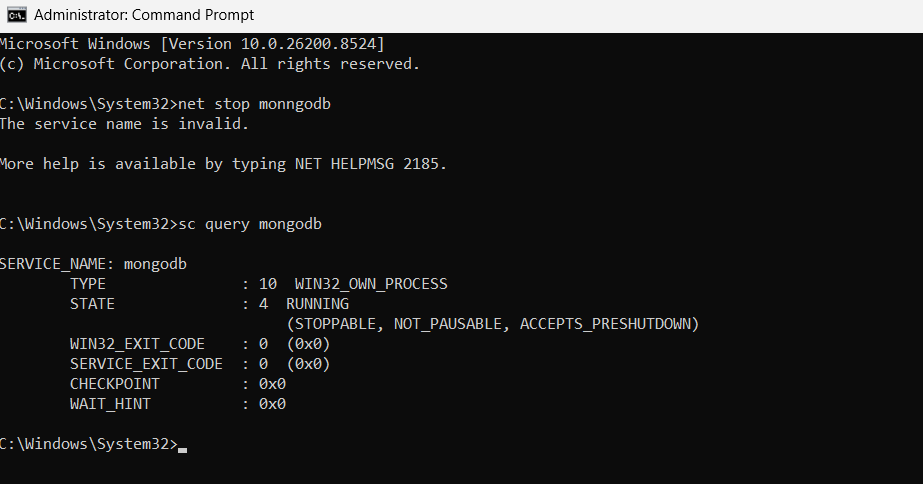 Administrator: Command Prompt
Microsoft Windows [Version 10.0.26200.8524]
(c) Microsoft Corporation. All rights reserved.
C:\Windows\System32>net stop monngodb
The service name is invalid.
More help is available by typing NET HELPMSG 2185.
C:\Windows\System32>sc query mongodb
SERVICE_NAME: mongodb
TYPE : 10 WIN32_OWN_PROCESS
STATE : 4 RUNNING
(STOPPABLE, NOT_PAUSABLE, ACCEPTS_PRESHUTDOWN)
WIN32_EXIT_CODE : 0 (0x0)
SERVICE_EXIT_CODE : 0 (0x0)
CHECKPOINT : 0x0
WAIT_HINT : 0x0
C:\Windows\System32>